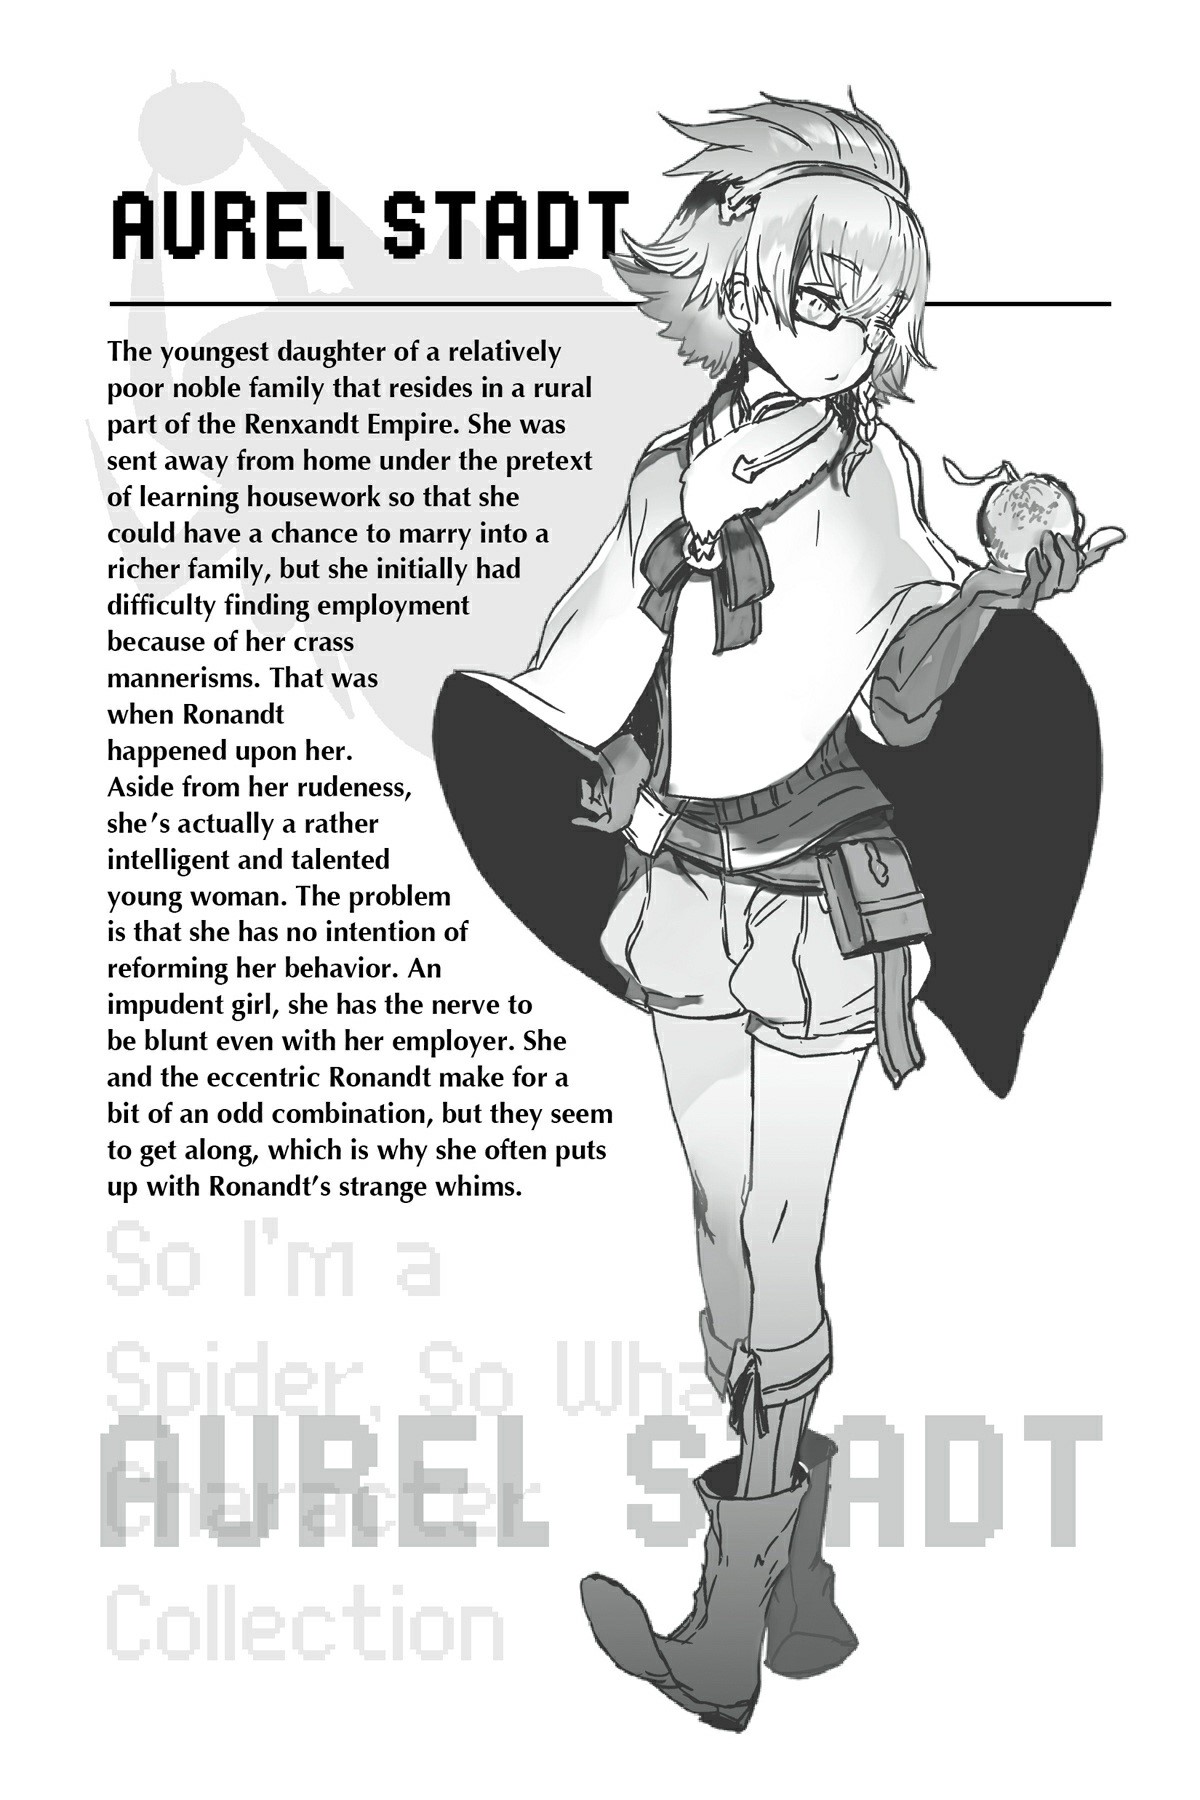 AUREL STADT
The youngest daughter of a relatively
poor noble family that resides in a rural
part of the Renxandt Empire. She was
sent away from home under the pretext
of learning housework so that she
could have a chance to marry into a
richer family, but she initially had
difficulty finding employment
because of her crass
mannerisms. That was
when Ronandt
happened upon her.
Aside from her rudeness,
she's actually a rather
intelligent and talented
young woman. The problem
is that she has no intention of
reforming her behavior. An
impudent girl, she has the nerve to
be blunt even with her employer. She
and the eccentric Ronandt make for a
bit of an odd combination, but they seem
to get along, which is why she often puts
up with Ronandt's strange whims.
So I'm a
Spider, So Wha
AUREL STADT
Character
Collection